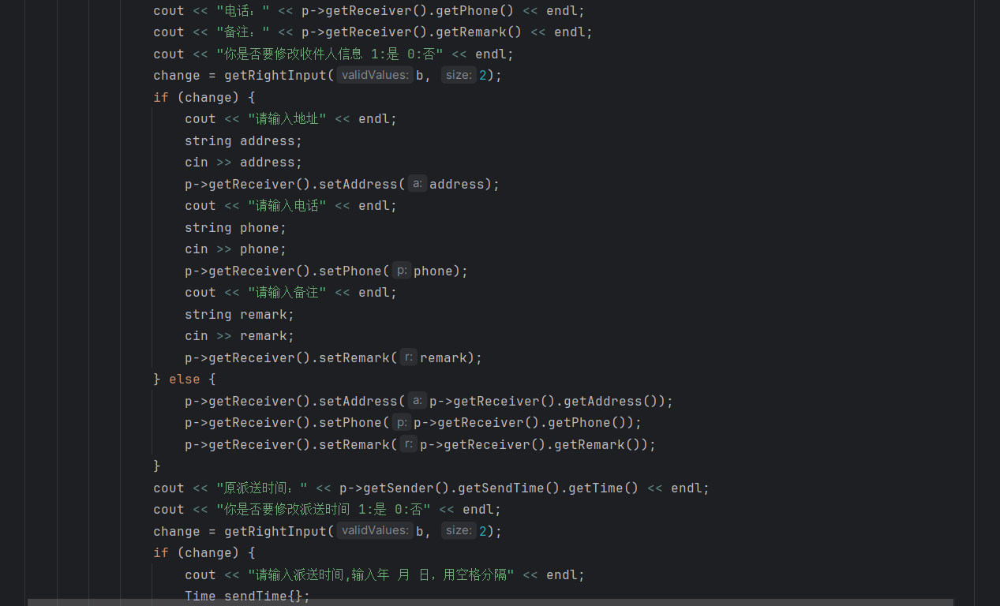 cout << "电话：" << p->getReceiver().getPhone() << endl;
cout << "备注：" << p->getReceiver().getRemark() << endl;
cout << "你是否要修改收件人信息 1:是 0:否" << endl;
change = getRightInput( validValues: b, size: 2);
if (change) {
cout << "请输入地址" << endl;
string address;
cin >> address;
p->getReceiver().setAddress( a: address);
cout << "请输入电话" << endl;
string phone;
cin >> phone;
p->getReceiver().setPhone( p: phone);
cout << "请输入备注" << endl;
string remark;
cin >> remark;
p->getReceiver().setRemark( r: remark);
} else {
p->getReceiver().setAddress( a: p->getReceiver().getAddress());
p->getReceiver().setPhone( p: p->getReceiver().getPhone());
p->getReceiver().setRemark( r: p->getReceiver().getRemark());
}
cout << "原派送时间：" << p->getSender().getSendTime().getTime() << endl;
cout << "你是否要修改派送时间 1:是 0:否" << endl;
change = getRightInput( validValues: b, size: 2);
if (change) {
cout << "请输入派送时间,输入年 月 日，用空格分隔" << endl;
Time sendTime{};